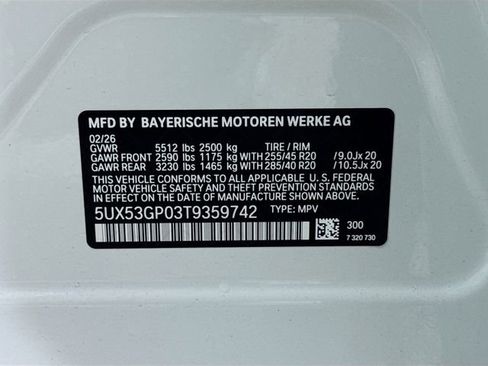 MFD BY BAYERISCHE MOTOREN WERKE AG
02/26
GVWR 5512 lbs 2500 kg TIRE / RIM
GAWR FRONT 2590 lbs 1175 kg WITH 255/45 R20 /9.0J x 20
GAWR REAR 3230 lbs 1465 kg WITH 285/40 R20 /10.5J x 20
THIS VEHICLE CONFORMS TO ALL APPLICABLE U. S. FEDERAL
MOTOR VEHICLE SAFETY AND THEFT PREVENTION STANDARDS
IN EFFECT ON THE DATE OF MANUFACTURE SHOWN ABOVE.
5UX53GP03T9359742 TYPE: MPV
300
7 320 730